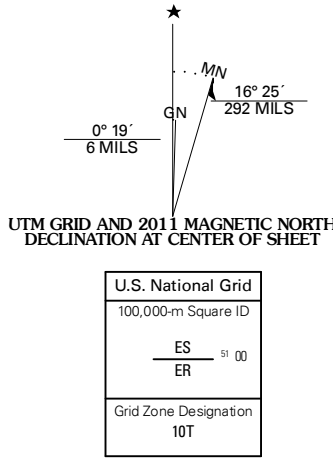 ★
MN
16° 25´
292 MILS
GN
0° 19´
6 MILS
UTM GRID AND 2011 MAGNETIC NORTH
DECLINATION AT CENTER OF SHEET
U.S. National Grid
100,000-m Square ID
ES
51 00
ER
Grid Zone Designation
10T